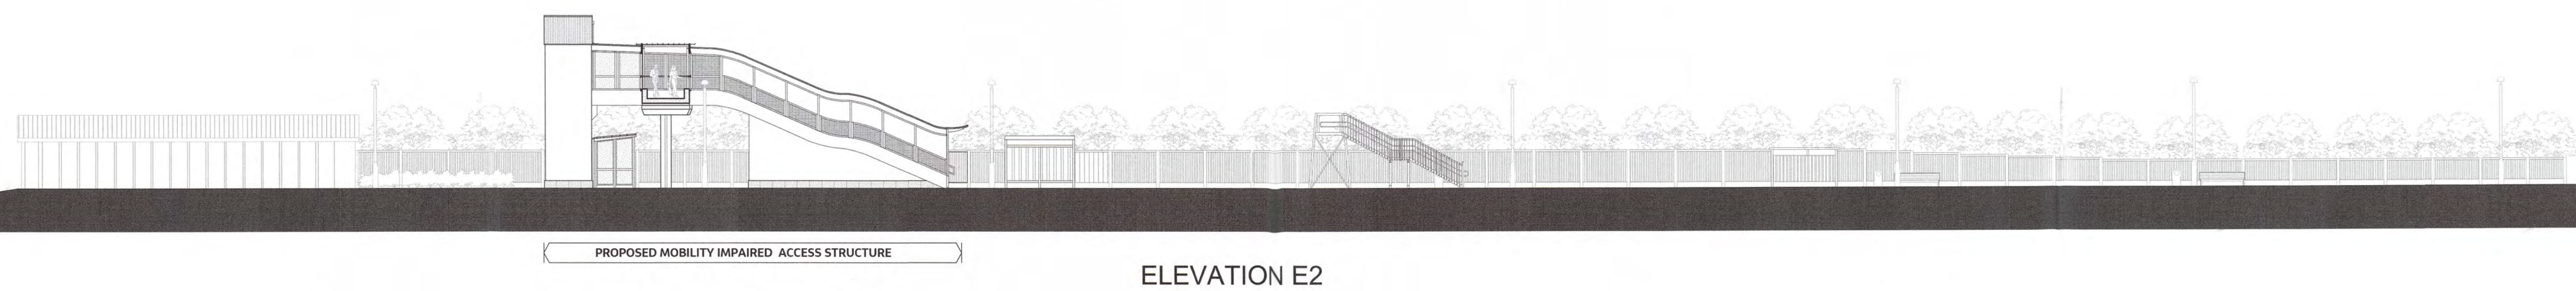 PROPOSED MOBILITY IMPAIRED ACCESS STRUCTURE
ELEVATION E2